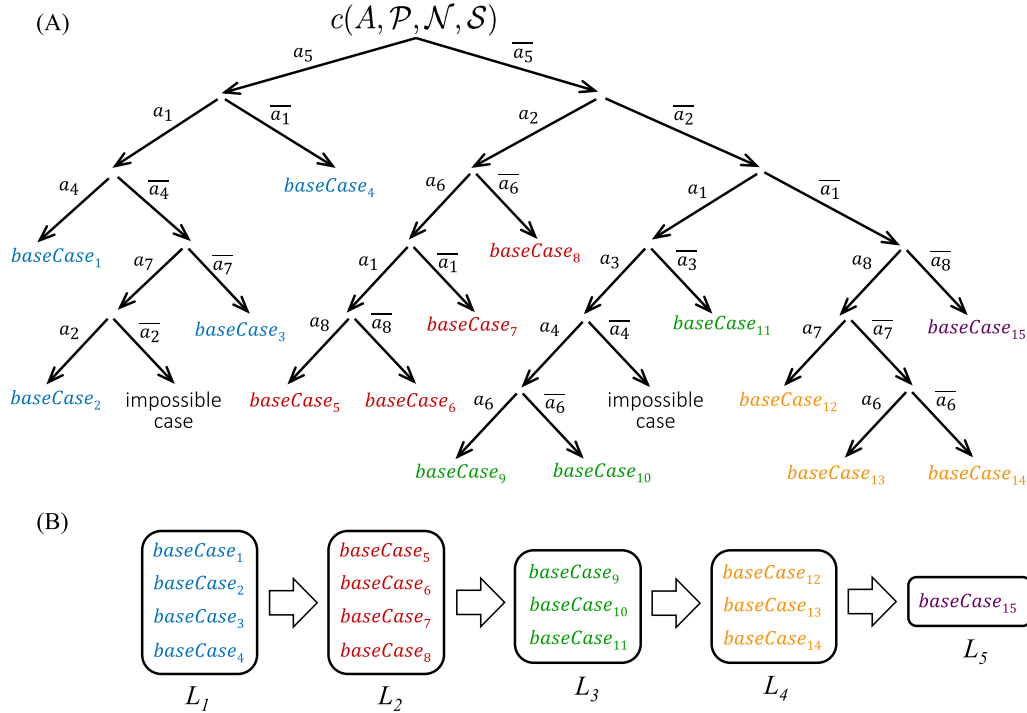 (A)
c(A, 𝒫, 𝒩, 𝒮)
a₅ a̅₅
a₁ a̅₁ a₂ a̅₂
a₄ a̅₄ baseCase₄ a₆ a̅₆ a₁ a̅₁
baseCase₁ a₇ a̅₇ a₁ a̅₁ baseCase₈ a₃ a̅₃ a₈ a̅₈
a₂ a̅₂ baseCase₃ a₈ a̅₈ baseCase₇ a₄ a̅₄ baseCase₁₁ a₇ a̅₇ baseCase₁₅
baseCase₂ impossible baseCase₅ baseCase₆ a₆ a̅₆ impossible baseCase₁₂ a₆ a̅₆
case case
baseCase₉ baseCase₁₀ baseCase₁₃ baseCase₁₄
(B)
baseCase₁
baseCase₂
baseCase₃
baseCase₄
L₁
baseCase₅
baseCase₆
baseCase₇
baseCase₈
L₂
baseCase₉
baseCase₁₀
baseCase₁₁
L₃
baseCase₁₂
baseCase₁₃
baseCase₁₄
L₄
baseCase₁₅
L₅